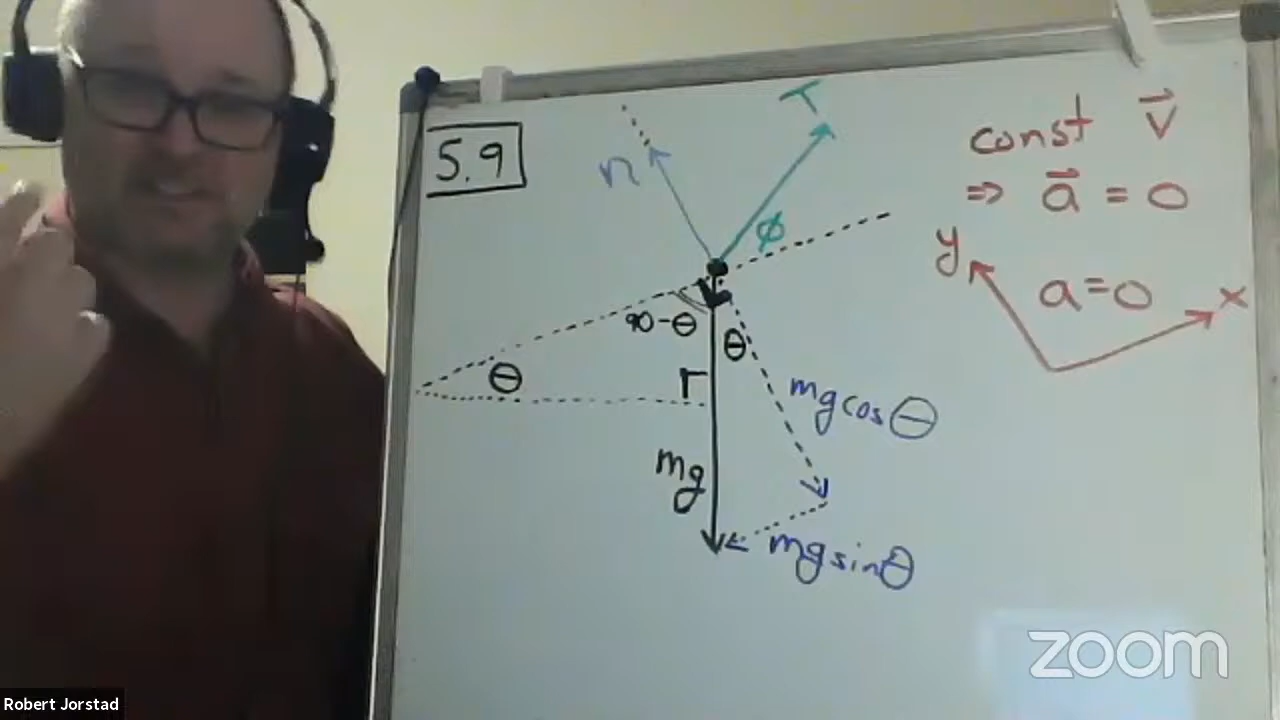 5.9
n
T
φ
const v⃗
⇒ a⃗ = 0
y
a=0
x
90-θ
θ
θ
mg cos θ
mg
mg sin θ
zoom
Robert Jorstad